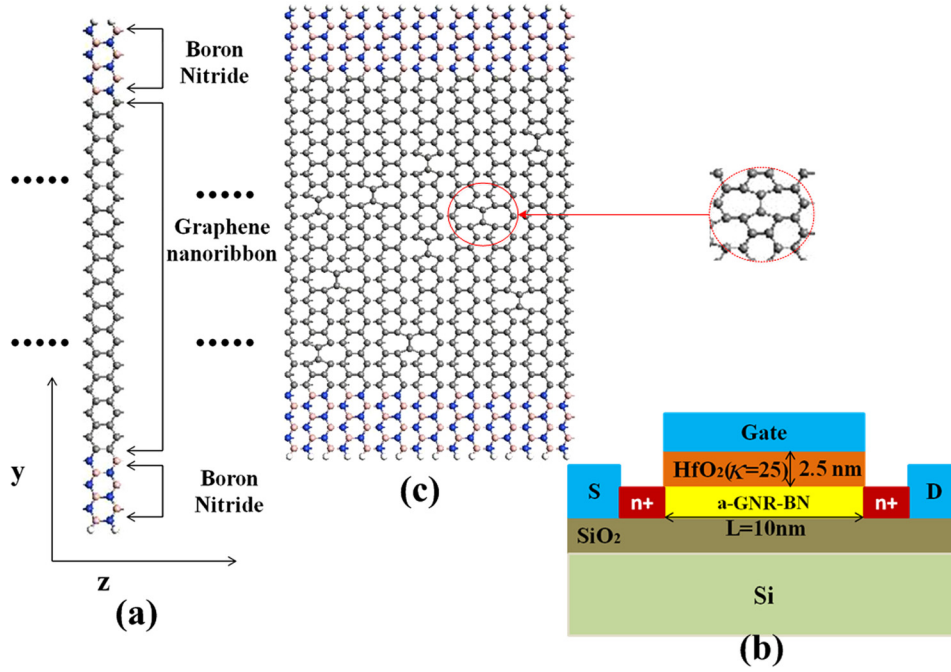 Boron
Nitride
Graphene
nanoribbon
Boron
Nitride
y
z
(a)
(c)
Gate
HfO₂(K=25)
2.5 nm
S
n+
a-GNR-BN
n+
D
L=10nm
SiO₂
Si
(b)